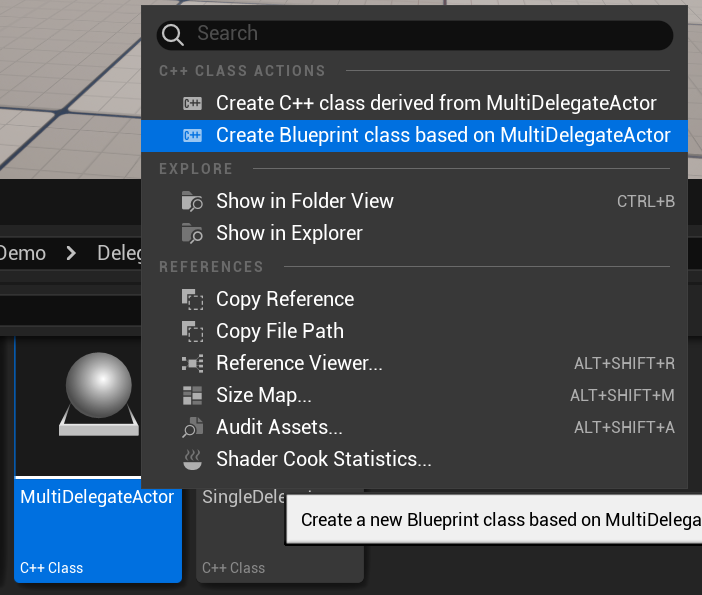 Search
C++ CLASS ACTIONS
C++ Create C++ class derived from MultiDelegateActor
C++ Create Blueprint class based on MultiDelegateActor
EXPLORE
Show in Folder View CTRL+B
Show in Explorer
Demo > Deleg
REFERENCES
Copy Reference
Copy File Path
Reference Viewer... ALT+SHIFT+R
Size Map... ALT+SHIFT+M
Audit Assets... ALT+SHIFT+A
Shader Cook Statistics...
MultiDelegateActor SingleDele
Create a new Blueprint class based on MultiDelega
C++ Class C++ Class